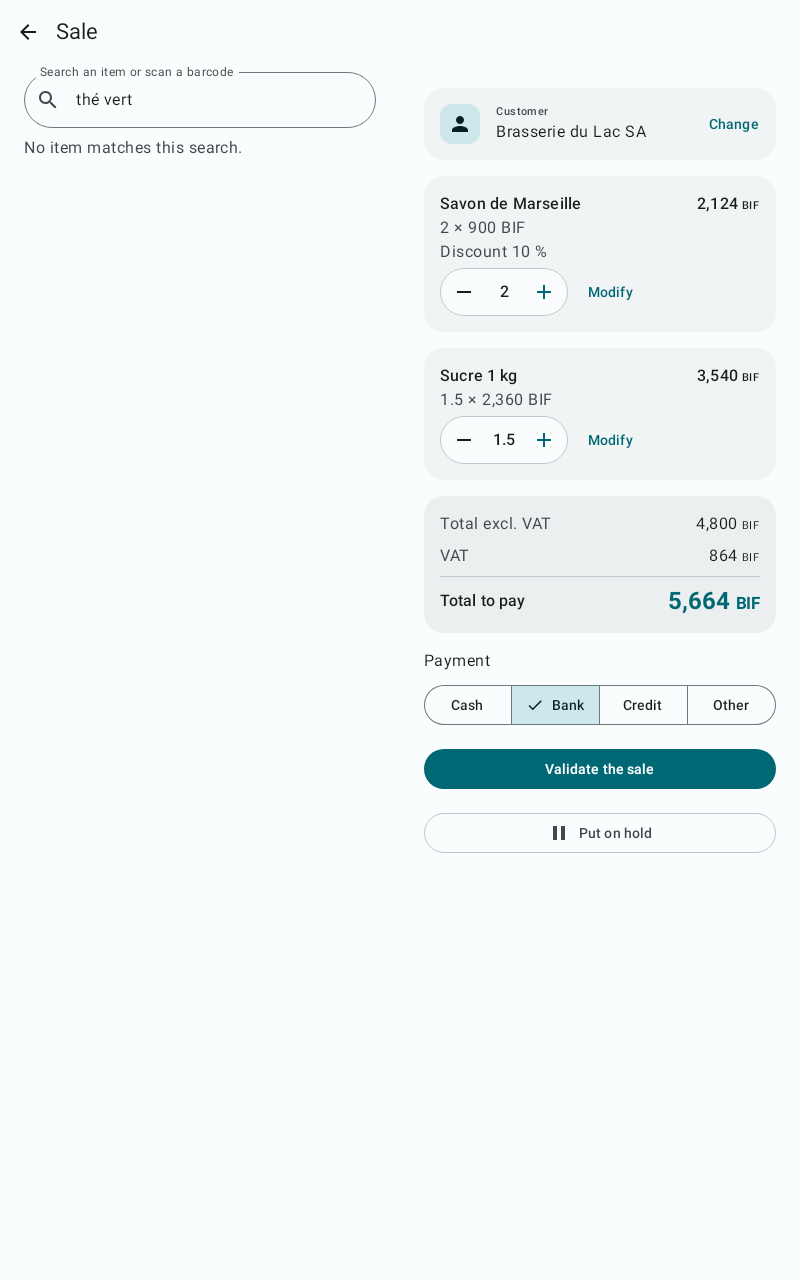 Sale
Search an item or scan a barcode
thé vert
No item matches this search.
Customer
Brasserie du Lac SA
Change
Savon de Marseille
2,124 BIF
2 × 900 BIF
Discount 10 %
2
Modify
Sucre 1 kg
3,540 BIF
1.5 × 2,360 BIF
1.5
Modify
Total excl. VAT
4,800 BIF
VAT
864 BIF
Total to pay
5,664 BIF
Payment
Cash
Bank
Credit
Other
Validate the sale
Put on hold